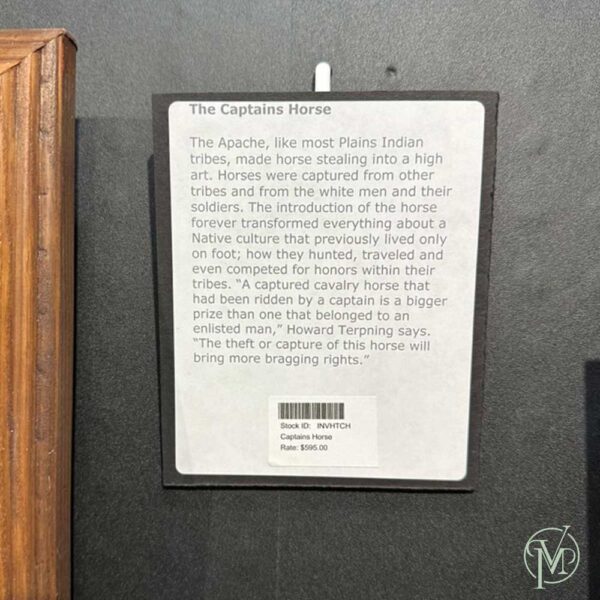 The Captains Horse
The Apache, like most Plains Indian
tribes, made horse stealing into a high
art. Horses were captured from other
tribes and from the white men and their
soldiers. The introduction of the horse
forever transformed everything about a
Native culture that previously lived only
on foot; how they hunted, traveled and
even competed for honors within their
tribes. “A captured cavalry horse that
had been ridden by a captain is a bigger
prize than one that belonged to an
enlisted man,” Howard Terpning says.
“The theft or capture of this horse will
bring more bragging rights.”
Stock ID: INVHTCH
Captains Horse
Rate: $595.00